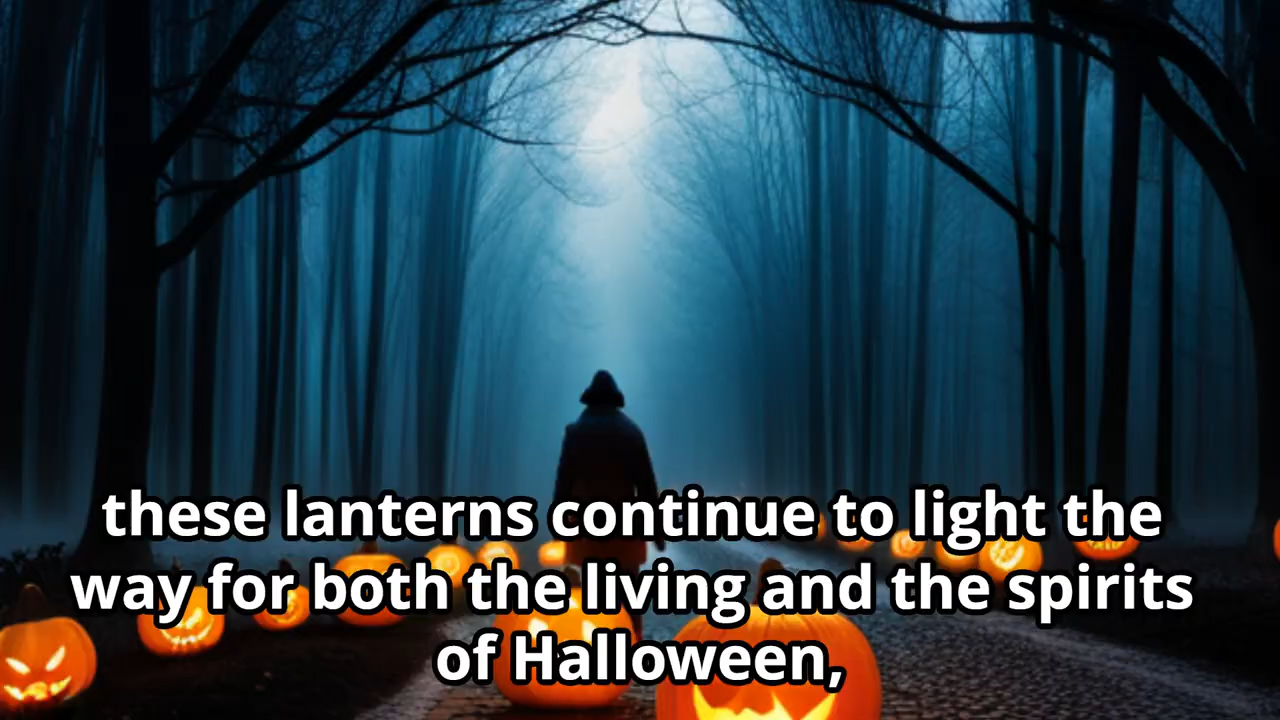 these lanterns continue to light the
way for both the living and the spirits
of Halloween,